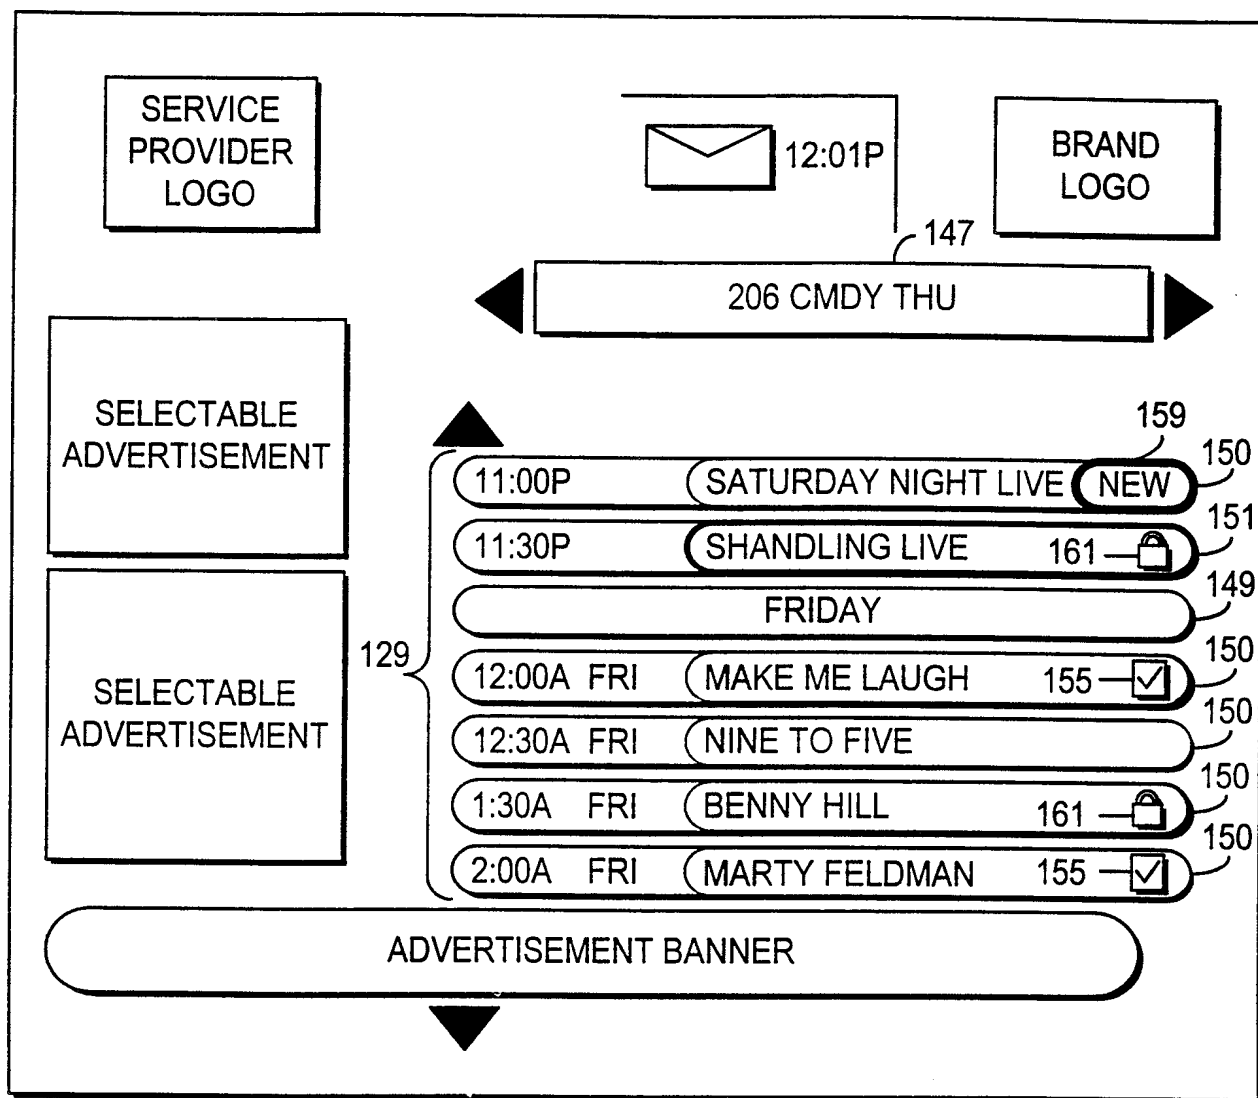 SERVICE
PROVIDER
LOGO
12:01P
BRAND
LOGO
147
206 CMDY THU
SELECTABLE
ADVERTISEMENT
159
150
11:00P SATURDAY NIGHT LIVE NEW
151
11:30P SHANDLING LIVE 161
149
FRIDAY
129
150
12:00A FRI MAKE ME LAUGH 155
SELECTABLE
ADVERTISEMENT
150
12:30A FRI NINE TO FIVE
150
1:30A FRI BENNY HILL 161
150
2:00A FRI MARTY FELDMAN 155
ADVERTISEMENT BANNER